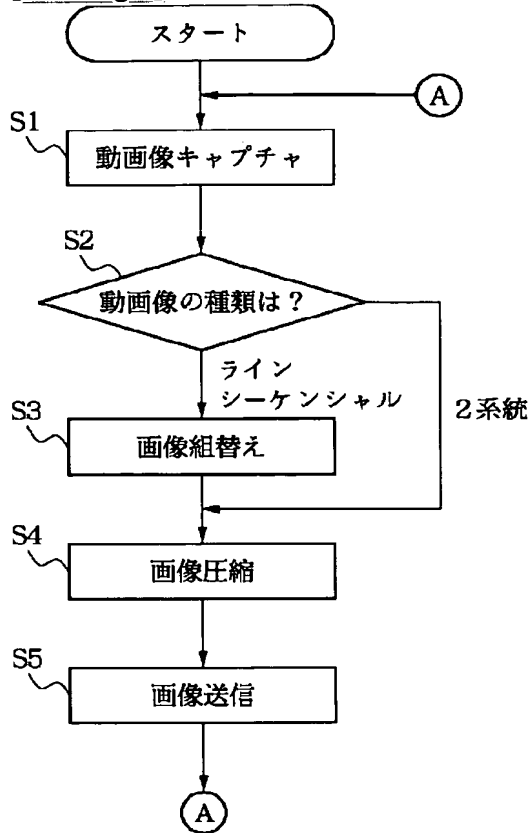 スタート
A
S1
動画像キャプチャ
S2
動画像の種類は？
ライン
シーケンシャル
2系統
S3
画像組替え
S4
画像圧縮
S5
画像送信
A